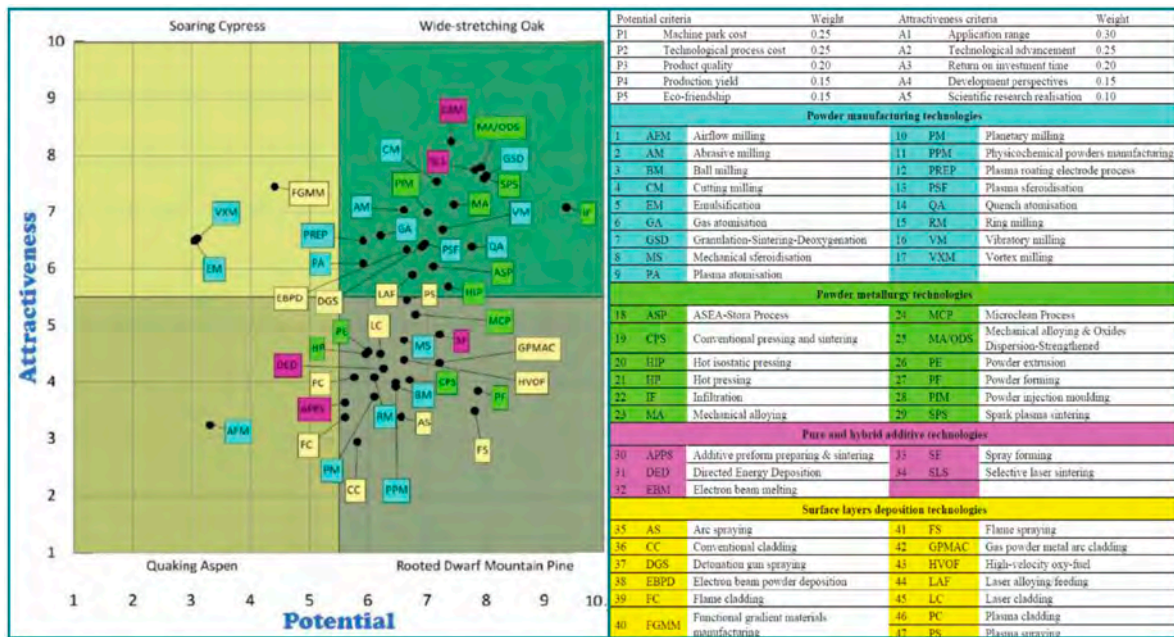 Soaring Cypress
Wide-stretching Oak
10
9
8
7
6
5
4
3
2
1
Attractiveness
EBM
MA/ODS
CM
SLS
GSD
PIM
SPS
FGMM
MA
VXM
AM
VM
IF
GA
PREP
PSF
QA
EM
PA
ASP
EBPD
DGS
LAF
PS
HIP
PE
LC
MCP
HP
MS
SF
GPMAC
DED
PC
CPS
HVOF
BM
PF
APPS
RM
AS
AFM
FC
FS
PM
CC
PPM
Quaking Aspen
Rooted Dwarf Mountain Pine
1 2 3 4 5 6 7 8 9 10
Potential
Potential criteria Weight Attractiveness criteria Weight
P1 Machine park cost 0.25 A1 Application range 0.30
P2 Technological process cost 0.25 A2 Technological advancement 0.25
P3 Product quality 0.20 A3 Return on investment time 0.20
P4 Production yield 0.15 A4 Development perspectives 0.15
P5 Eco-friendship 0.15 A5 Scientific research realisation 0.10
Powder manufacturing technologies
1 AFM Airflow milling 10 PM Planetary milling
2 AM Abrasive milling 11 PPM Physicochemical powders manufacturing
3 BM Ball milling 12 PREP Plasma roating electrode process
4 CM Cutting milling 13 PSF Plasma sferoidisation
5 EM Emulsification 14 QA Quench atomisation
6 GA Gas atomisation 15 RM Ring milling
7 GSD Granulation-Sintering-Deoxygenation 16 VM Vibratory milling
8 MS Mechanical sferoidisation 17 VXM Vortex milling
9 PA Plasma atomisation
Powder metallurgy technologies
18 ASP ASEA-Stora Process 24 MCP Microclean Process
19 CPS Conventional pressing and sintering 25 MA/ODS Mechanical alloying & Oxides Dispersion-Strengthened
20 HIP Hot isostatic pressing 26 PE Powder extrusion
21 HP Hot pressing 27 PF Powder forming
22 IF Infiltration 28 PIM Powder injection moulding
23 MA Mechanical alloying 29 SPS Spark plasma sintering
Pure and hybrid additive technologies
30 APPS Additive preform preparing & sintering 33 SF Spray forming
31 DED Directed Energy Deposition 34 SLS Selective laser sintering
32 EBM Electron beam melting
Surface layers deposition technologies
35 AS Arc spraying 41 FS Flame spraying
36 CC Conventional cladding 42 GPMAC Gas powder metal arc cladding
37 DGS Detonation gun spraying 43 HVOF High-velocity oxy-fuel
38 EBPD Electron beam powder deposition 44 LAF Laser alloying/feeding
39 FC Flame cladding 45 LC Laser cladding
40 FGMM Functional gradient materials manufacturing 46 PC Plasma cladding
47 PS Plasma spraying